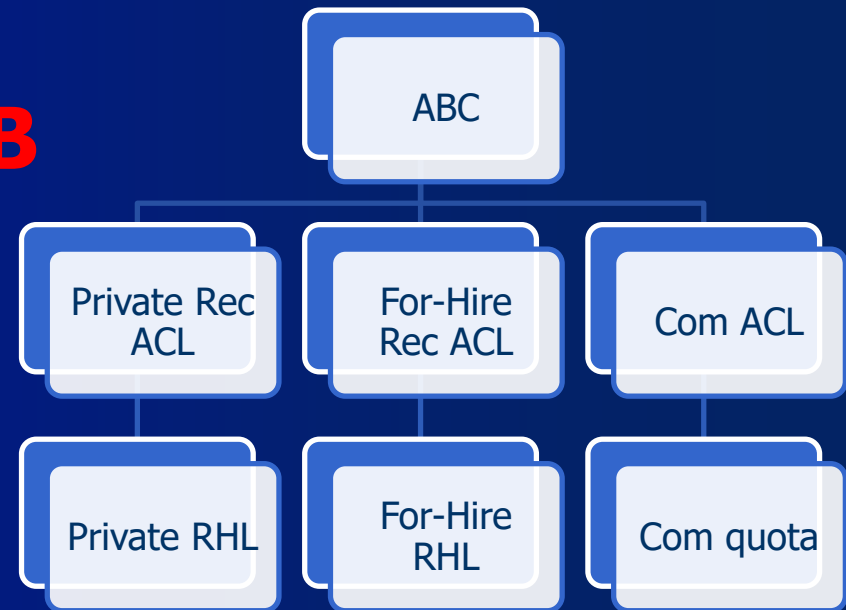 B
ABC
Private Rec
ACL
For-Hire
Rec ACL
Com ACL
Private RHL
For-Hire
RHL
Com quota